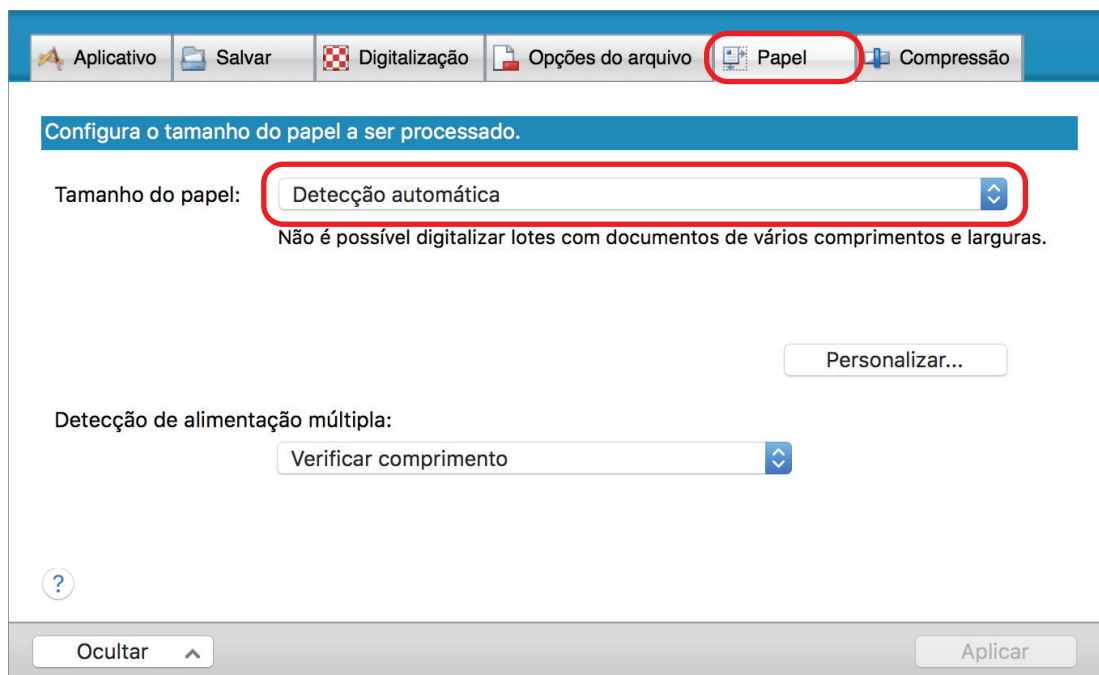 Aplicativo Salvar Digitalização Opções do arquivo Papel Compressão
Configura o tamanho do papel a ser processado.
Tamanho do papel: Detecção automática
Não é possível digitalizar lotes com documentos de vários comprimentos e larguras.
Personalizar...
Detecção de alimentação múltipla:
Verificar comprimento
?
Ocultar Aplicar